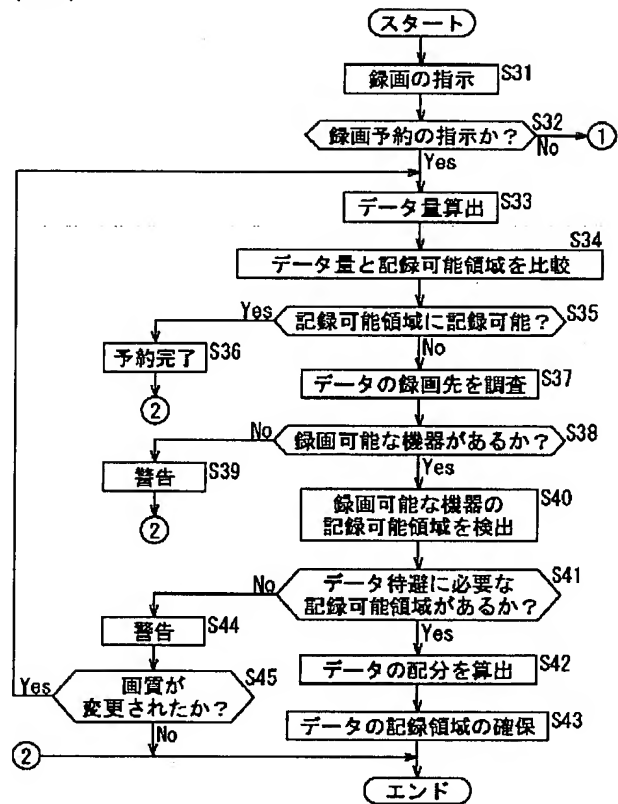 スタート
録画の指示 S31
録画予約の指示か? S32
No ①
Yes
データ量算出 S33
S34
データ量と記録可能領域を比較
Yes 記録可能領域に記録可能? S35
予約完了 S36
No
データの録画先を調査 S37
②
No 録画可能な機器があるか? S38
警告 S39
Yes
録画可能な機器の S40
記録可能領域を検出
②
No データ待避に必要な S41
記録可能領域があるか?
警告 S44
Yes
データの配分を算出 S42
Yes 画質が S45
変更されたか?
データの記録領域の確保 S43
No
②
エンド